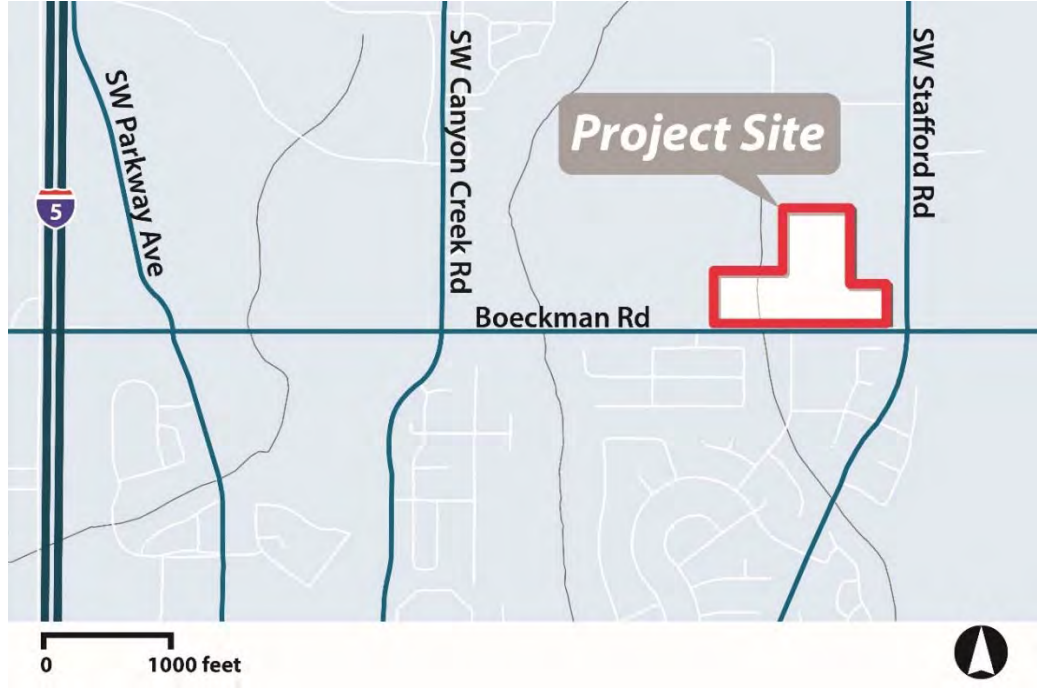 SW Parkway Ave
SW Canyon Creek Rd
SW Stafford Rd
Project Site
5
Boeckman Rd
0 1000 feet